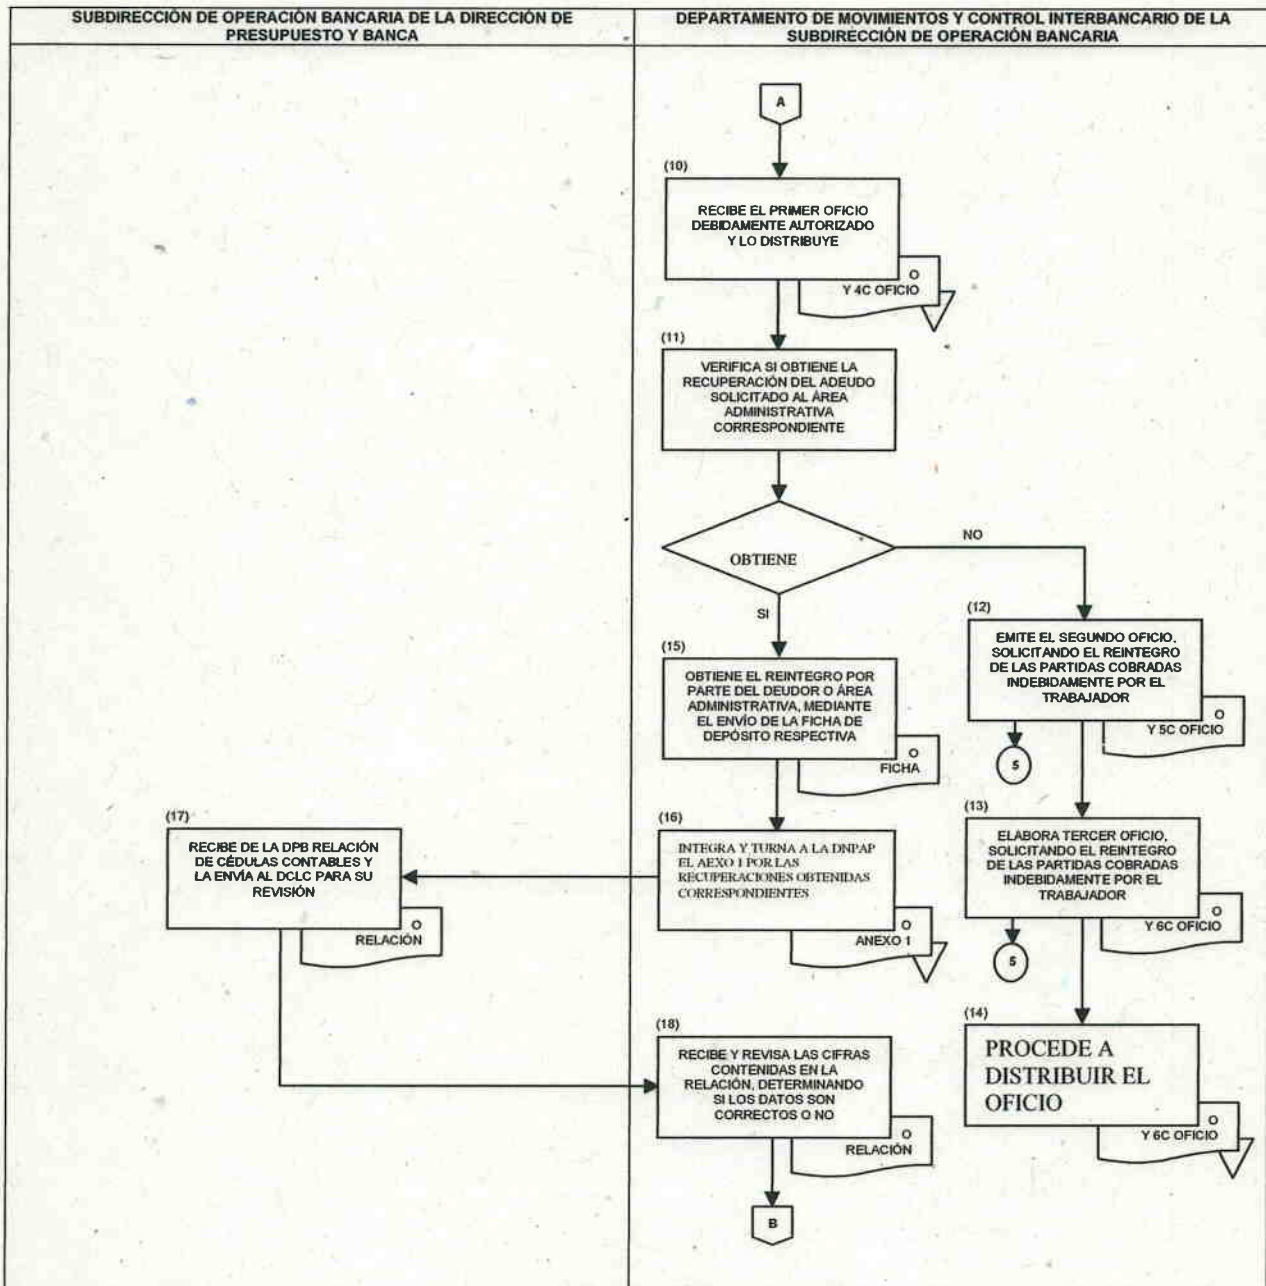 SUBDIRECCIÓN DE OPERACIÓN BANCARIA DE LA DIRECCIÓN DE
PRESUPUESTO Y BANCA
DEPARTAMENTO DE MOVIMIENTOS Y CONTROL INTERBANCARIO DE LA
SUBDIRECCIÓN DE OPERACIÓN BANCARIA
A
(10)
RECIBE EL PRIMER OFICIO
DEBIDAMENTE AUTORIZADO
Y LO DISTRIBUYE
O
Y 4C OFICIO
(11)
VERIFICA SI OBTIENE LA
RECUPERACIÓN DEL ADEUDO
SOLICITADO AL ÁREA
ADMINISTRATIVA
CORRESPONDIENTE
OBTIENE
NO
SI
(12)
EMITE EL SEGUNDO OFICIO,
SOLICITANDO EL REINTEGRO
DE LAS PARTIDAS COBRADAS
INDEBIDAMENTE POR EL
TRABAJADOR
O
Y 5C OFICIO
5
(15)
OBTIENE EL REINTEGRO POR
PARTE DEL DEUDOR O ÁREA
ADMINISTRATIVA, MEDIANTE
EL ENVÍO DE LA FICHA DE
DEPÓSITO RESPECTIVA
O
FICHA
(13)
ELABORA TERCER OFICIO,
SOLICITANDO EL REINTEGRO
DE LAS PARTIDAS COBRADAS
INDEBIDAMENTE POR EL
TRABAJADOR
O
Y 6C OFICIO
5
(16)
INTEGRA Y TURNA A LA DNPAP
EL AEXO 1 POR LAS
RECUPERACIONES OBTENIDAS
CORRESPONDIENTES
O
ANEXO 1
(17)
RECIBE DE LA DPB RELACIÓN
DE CÉDULAS CONTABLES Y
LA ENVÍA AL DCLC PARA SU
REVISIÓN
O
RELACIÓN
(14)
PROCEDE A
DISTRIBUIR EL
OFICIO
O
Y 6C OFICIO
(18)
RECIBE Y REVISA LAS CIFRAS
CONTENIDAS EN LA
RELACIÓN, DETERMINANDO
SI LOS DATOS SON
CORRECTOS O NO
O
RELACIÓN
B